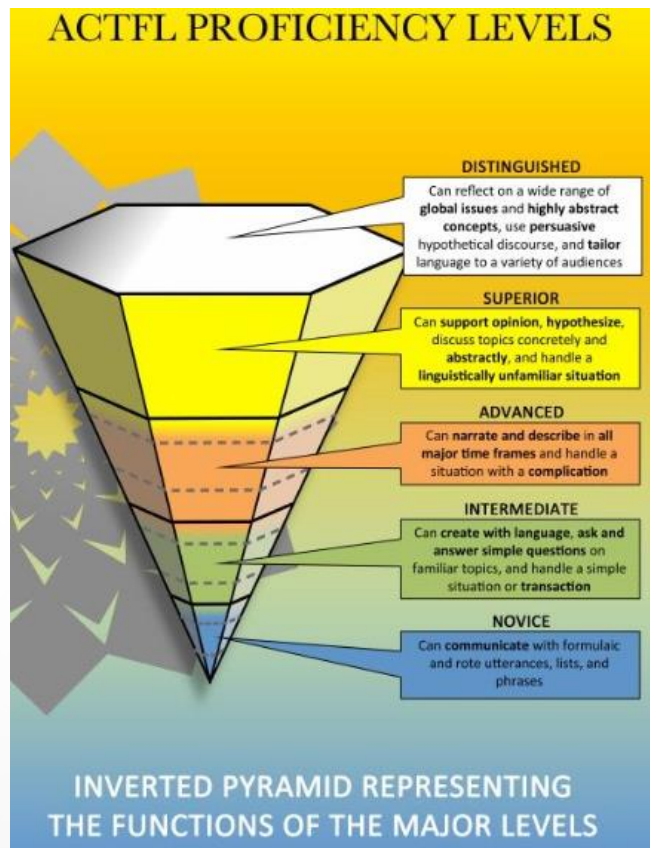 ACTFL PROFICIENCY LEVELS
DISTINGUISHED
Can reflect on a wide range of
global issues and highly abstract
concepts, use persuasive
hypothetical discourse, and tailor
language to a variety of audiences
SUPERIOR
Can support opinion, hypothesize,
discuss topics concretely and
abstractly, and handle a
linguistically unfamiliar situation
ADVANCED
Can narrate and describe in all
major time frames and handle a
situation with a complication
INTERMEDIATE
Can create with language, ask and
answer simple questions on
familiar topics, and handle a simple
situation or transaction
NOVICE
Can communicate with formulaic
and rote utterances, lists, and
phrases
INVERTED PYRAMID REPRESENTING
THE FUNCTIONS OF THE MAJOR LEVELS